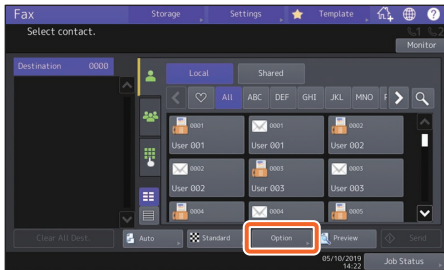 Fax
Storage
Settings
Template
Select contact.
Monitor
Destination 0000
Local
Shared
All
ABC
DEF
GHI
JKL
MNO
0001
User 001
0001
User 001
0002
User 002
0002
User 002
0003
User 003
0003
User 003
0004
0004
0005
Clear All Dest.
Auto
Standard
Option
Preview
Send
05/10/2019
14:22
Job Status